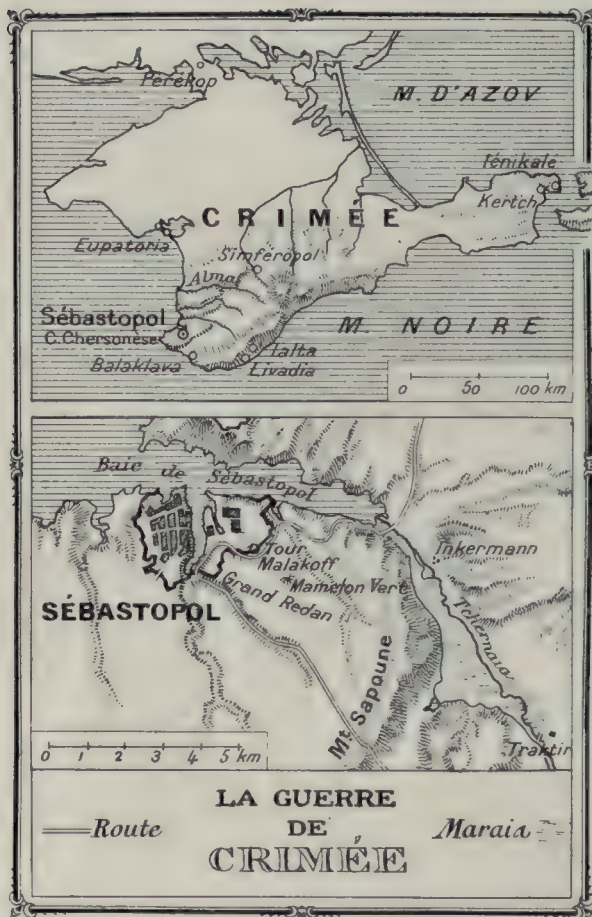 Pérékop
M. D'AZOV
Iénikale
Kertch
CRIMÉE
Eupatoria
Simféropol
Alma
Sébastopol
C. Chersonèse
M. NOIRE
Ialta
Balaklava
Livadia
0 50 100 km
Baie de Sébastopol
Inkermann
Tour
Malakoff
Mamelon Vert
Grand Redan
SÉBASTOPOL
Tchernaïa
Mt Sapoune
Traktir
0 1 2 3 4 5 km
LA GUERRE
Route DE Marais
CRIMÉE